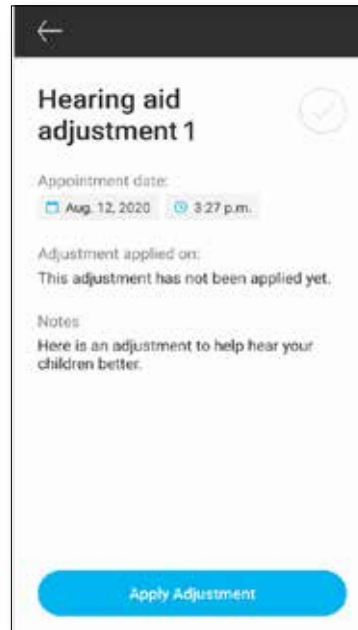 Hearing aid
adjustment 1
Appointment date:
Aug. 12, 2020 3:27 p.m.
Adjustment applied on:
This adjustment has not been applied yet.
Notes
Here is an adjustment to help hear your
children better.
Apply Adjustment